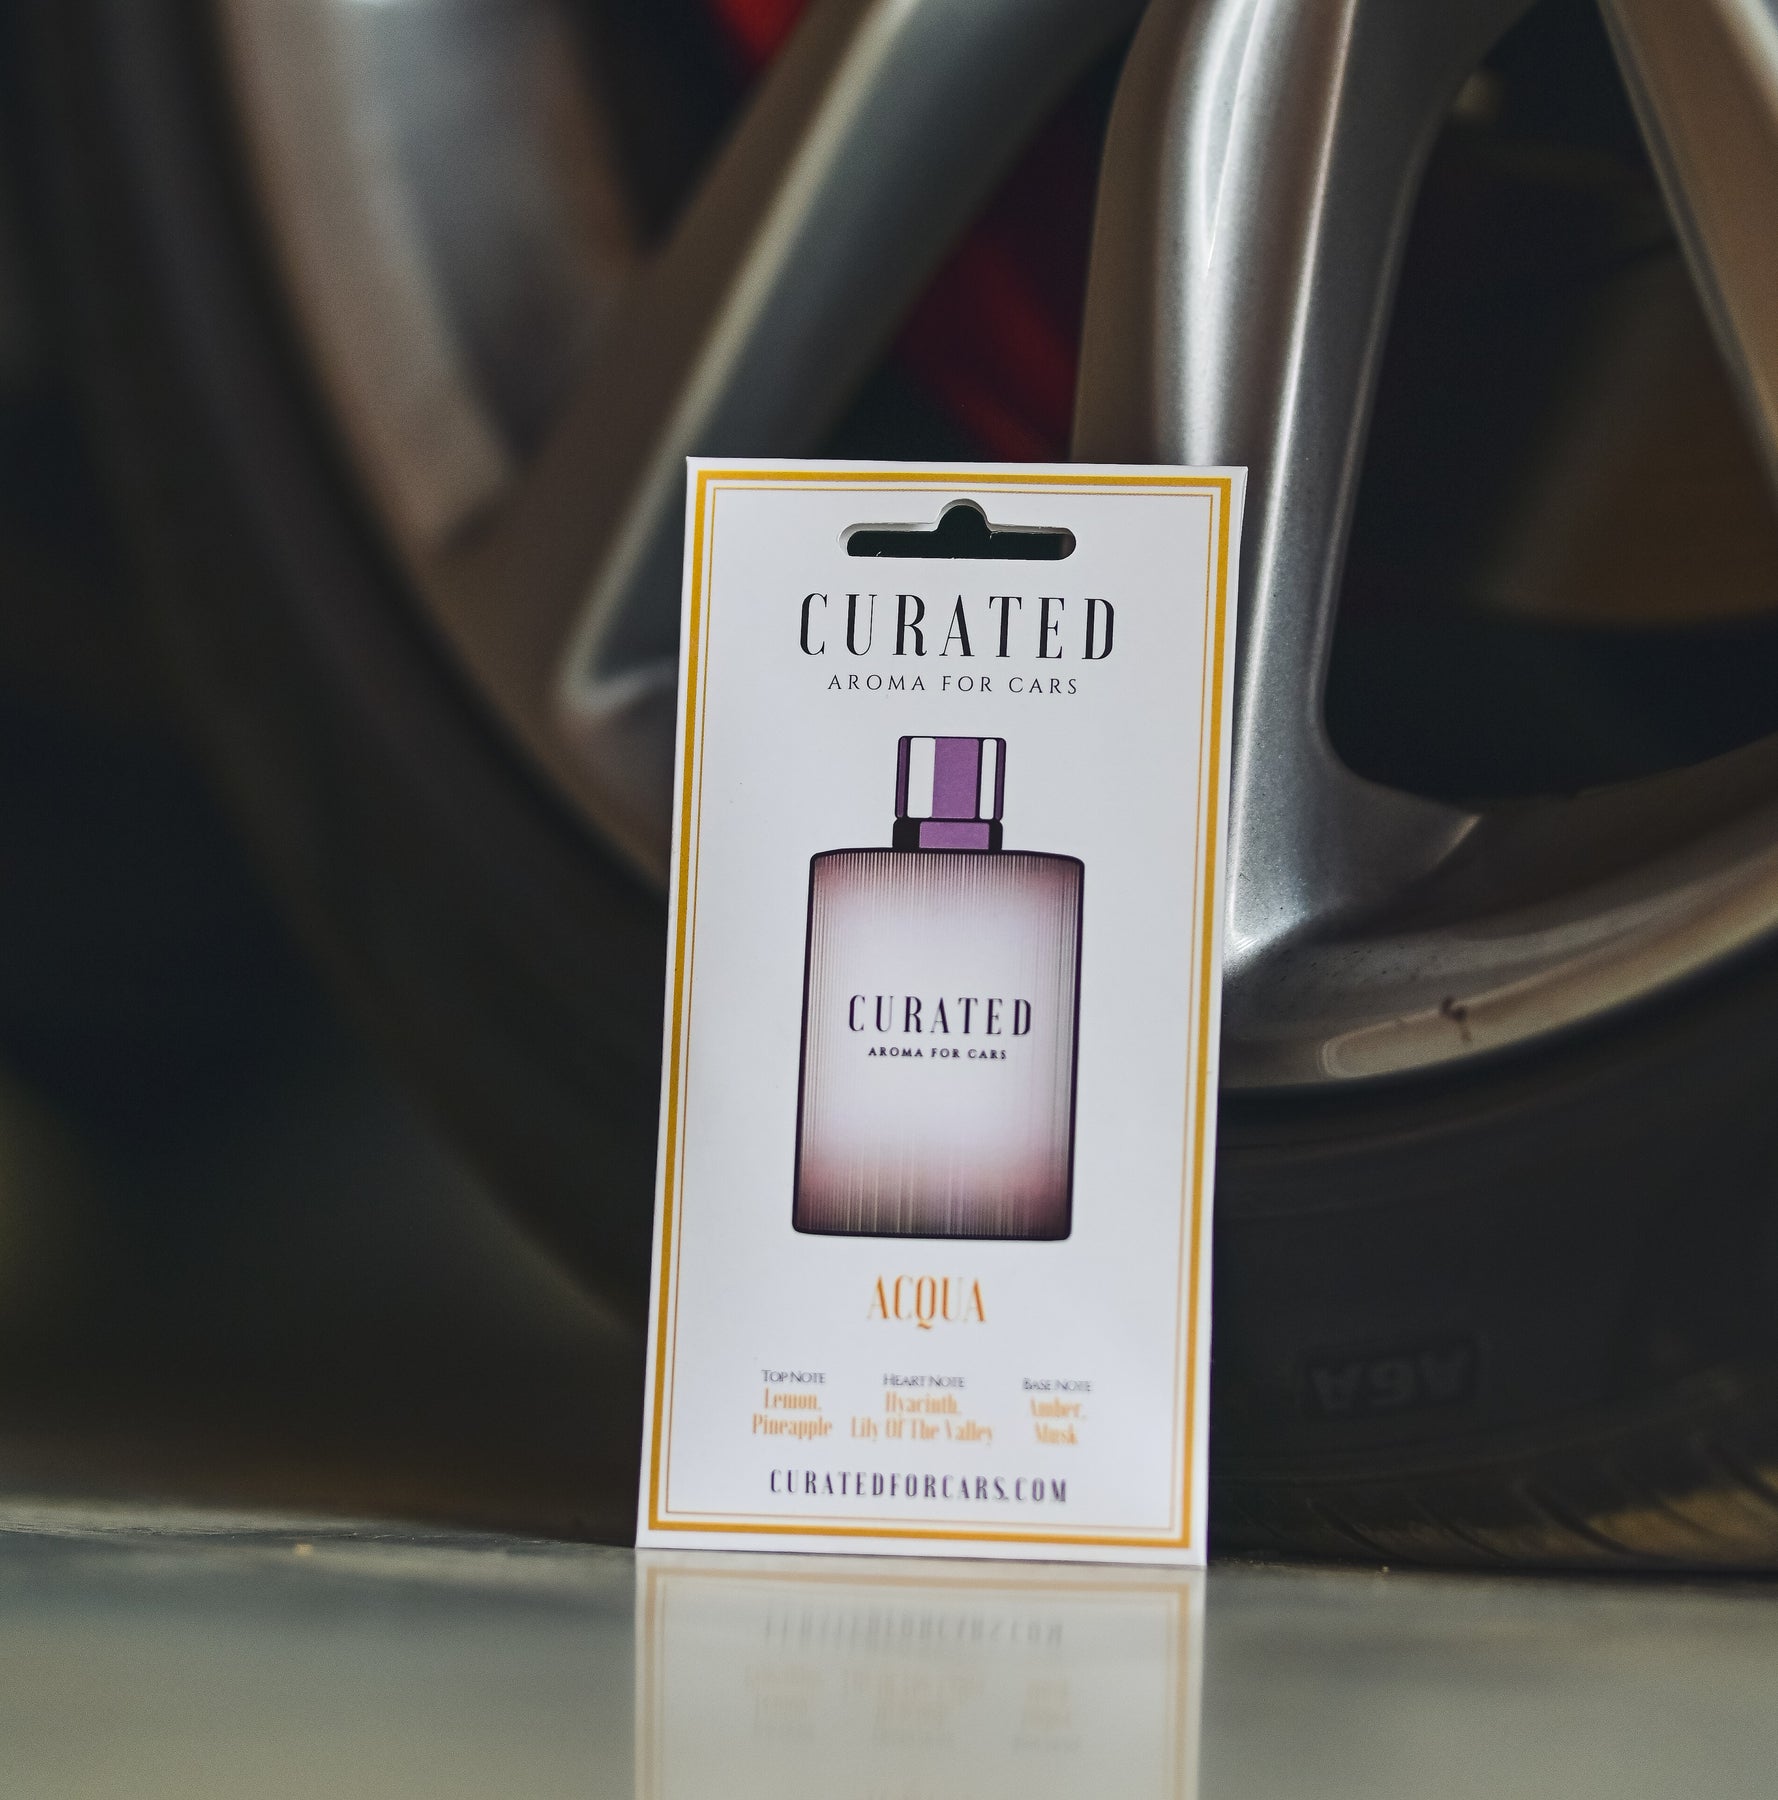 CURATED
AROMA FOR CARS
CURATED
AROMA FOR CARS
ACQUA
TOP NOTE
Lemon,
Pineapple
HEART NOTE
Hyacinth,
Lily Of The Valley
BASE NOTE
Amber,
Musk
CURATEDFORCARS.COM